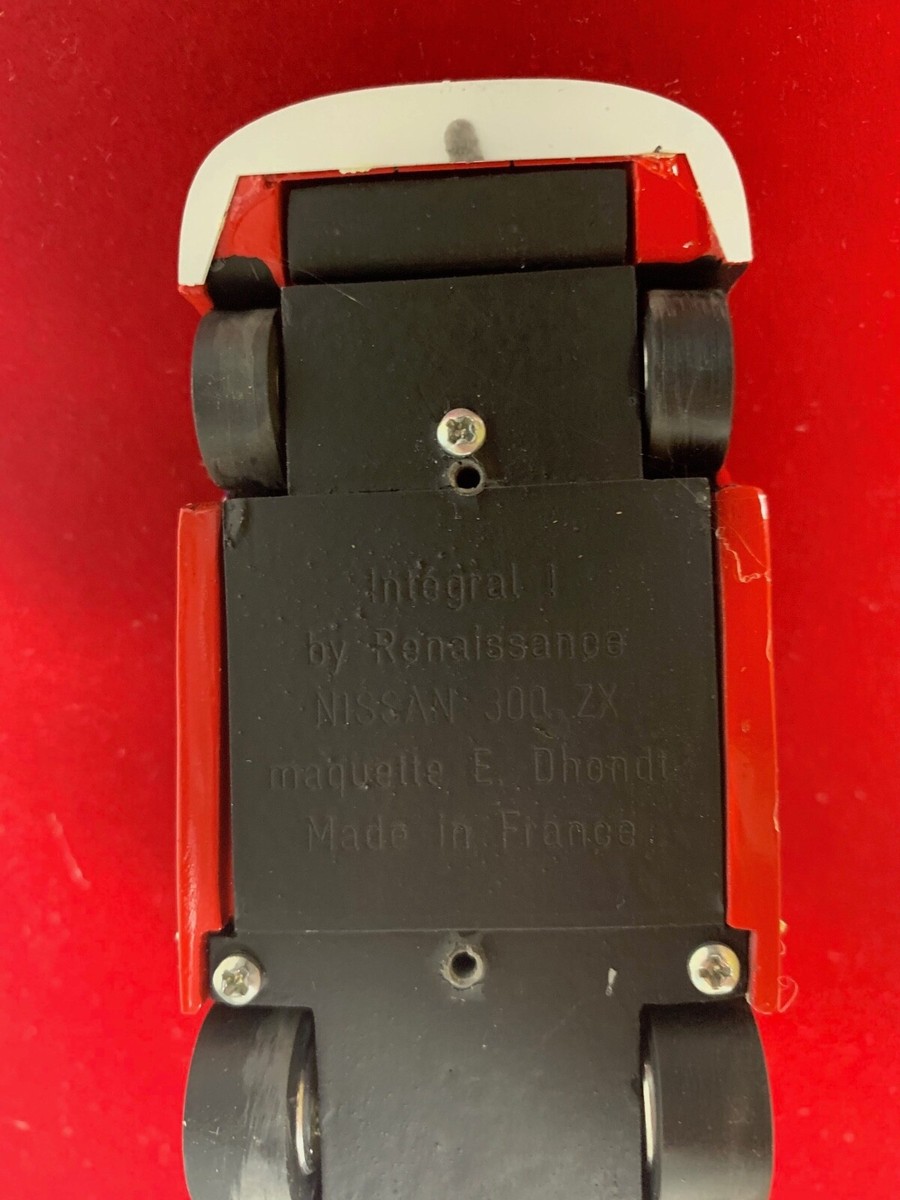 Intégral !
by Renaissance
NISSAN 300 ZX
maquette E. Dhondt
Made in France